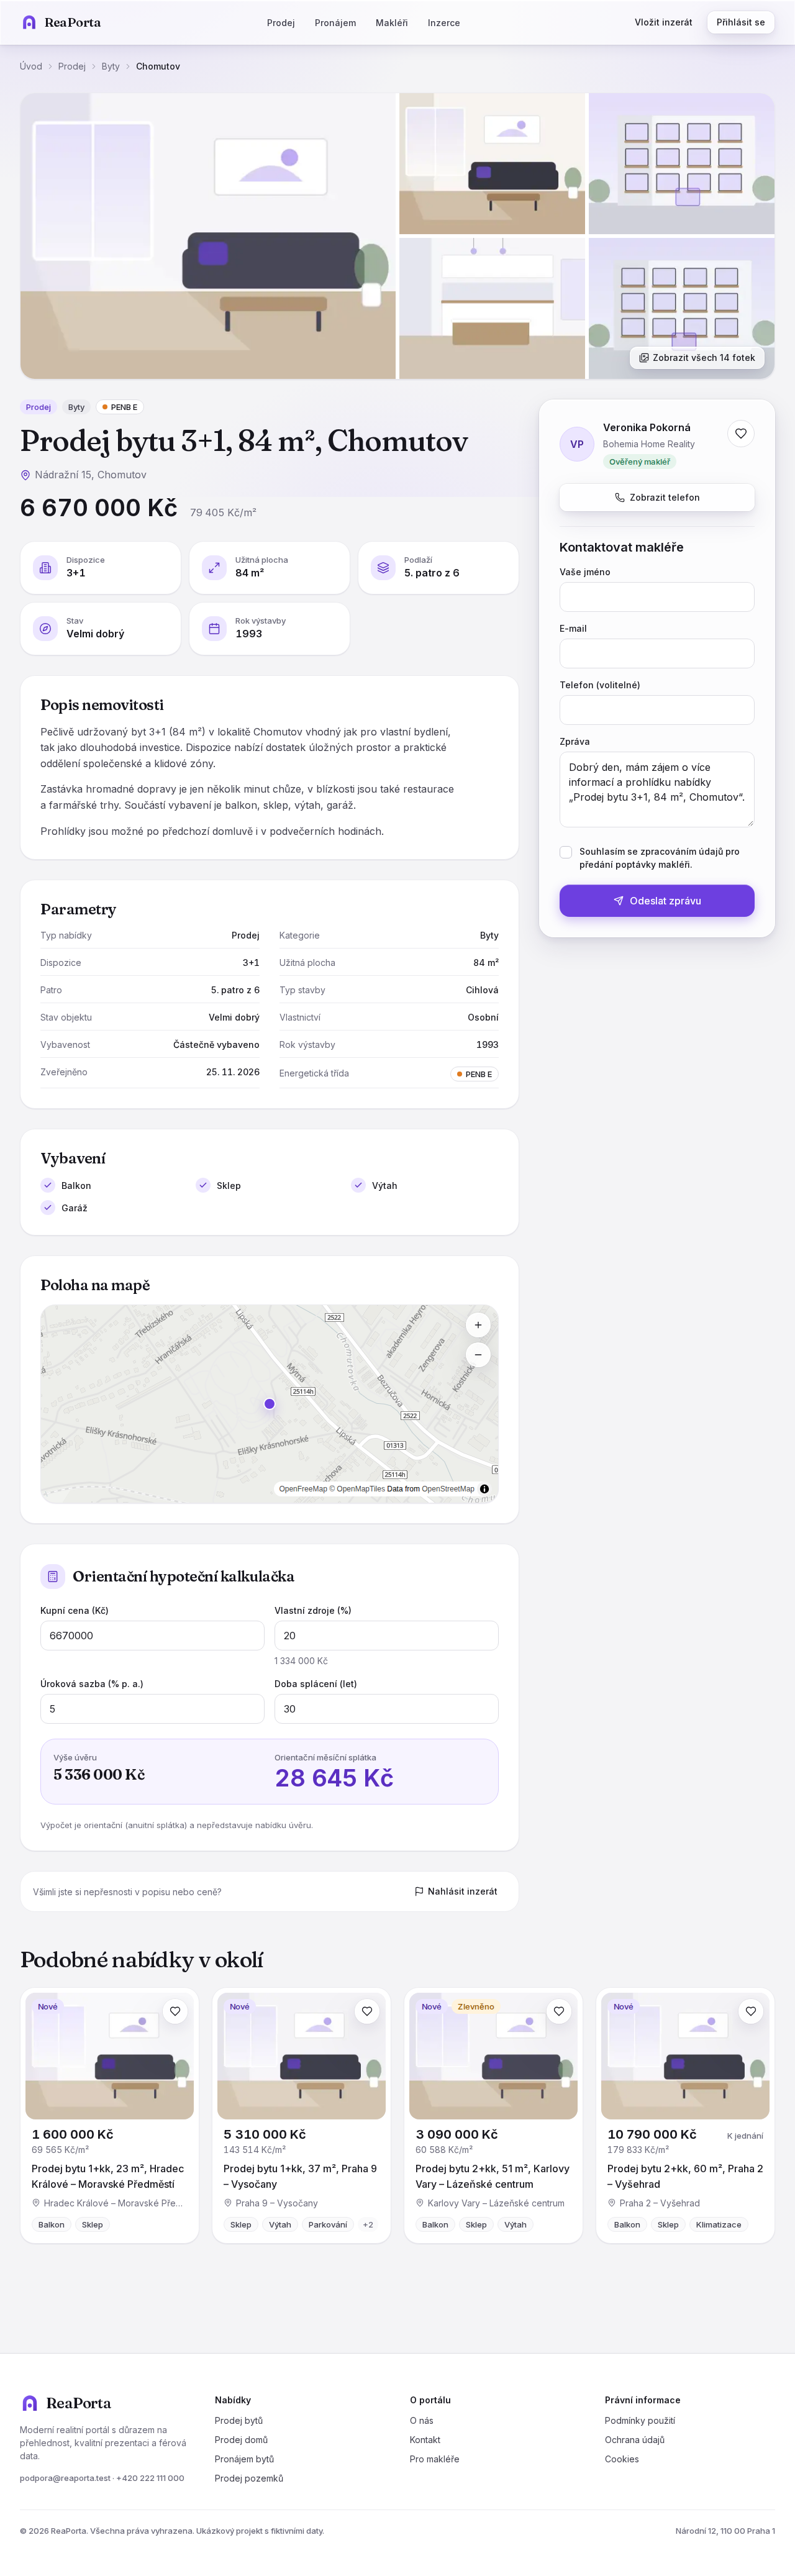 ReaPorta
Prodej
Pronájem
Makléři
Inzerce
Vložit inzerát
Přihlásit se
Úvod
Prodej
Byty
Chomutov
Zobrazit všech 14 fotek
Prodej
Byty
PENB E
Prodej bytu 3+1, 84 m², Chomutov
Nádražní 15, Chomutov
6 670 000 Kč
79 405 Kč/m²
Dispozice
3+1
Užitná plocha
84 m²
Podlaží
5. patro z 6
Stav
Velmi dobrý
Rok výstavby
1993
VP
Veronika Pokorná
Bohemia Home Reality
Ověřený makléř
Zobrazit telefon
Kontaktovat makléře
Vaše jméno
E-mail
Telefon (volitelné)
Zpráva
Dobrý den, mám zájem o více
informací a prohlídku nabídky
„Prodej bytu 3+1, 84 m², Chomutov“.
Souhlasím se zpracováním údajů pro
předání poptávky makléři.
Odeslat zprávu
Popis nemovitosti
Pečlivě udržovaný byt 3+1 (84 m²) v lokalitě Chomutov vhodný jak pro vlastní bydlení,
tak jako dlouhodobá investice. Dispozice nabízí dostatek úložných prostor a praktické
oddělení společenské a klidové zóny.
Zastávka hromadné dopravy je jen několik minut chůze, v blízkosti jsou také restaurace
a farmářské trhy. Součástí vybavení je balkon, sklep, výtah, garáž.
Prohlídky jsou možné po předchozí domluvě i v podvečerních hodinách.
Parametry
Typ nabídky
Prodej
Kategorie
Byty
Dispozice
3+1
Užitná plocha
84 m²
Patro
5. patro z 6
Typ stavby
Cihlová
Stav objektu
Velmi dobrý
Vlastnictví
Osobní
Vybavenost
Částečně vybaveno
Rok výstavby
1993
Zveřejněno
25. 11. 2026
Energetická třída
PENB E
Vybavení
Balkon
Sklep
Výtah
Garáž
Poloha na mapě
Třebízského
Hraničářská
Lipská
2522
Chomutovka
akademika Heyro
Zengerova
Kostnick
Mýtná
25114h
Bezručova
Hornická
2522
Elišky Krásnohorské
Elišky Krásnohorské
Lipská
01313
25114h
OpenFreeMap © OpenMapTiles Data from OpenStreetMap
Orientační hypoteční kalkulačka
Kupní cena (Kč)
6670000
Vlastní zdroje (%)
20
1 334 000 Kč
Úroková sazba (% p. a.)
5
Doba splácení (let)
30
Výše úvěru
5 336 000 Kč
Orientační měsíční splátka
28 645 Kč
Výpočet je orientační (anuitní splátka) a nepředstavuje nabídku úvěru.
Všimli jste si nepřesnosti v popisu nebo ceně?
Nahlásit inzerát
Podobné nabídky v okolí
Nové
1 600 000 Kč
69 565 Kč/m²
Prodej bytu 1+kk, 23 m², Hradec
Králové – Moravské Předměstí
Hradec Králové – Moravské Pře…
Balkon
Sklep
Nové
5 310 000 Kč
143 514 Kč/m²
Prodej bytu 1+kk, 37 m², Praha 9
– Vysočany
Praha 9 – Vysočany
Sklep
Výtah
Parkování
+2
Nové
Zlevněno
3 090 000 Kč
60 588 Kč/m²
Prodej bytu 2+kk, 51 m², Karlovy
Vary – Lázeňské centrum
Karlovy Vary – Lázeňské centrum
Balkon
Sklep
Výtah
Nové
10 790 000 Kč
K jednání
179 833 Kč/m²
Prodej bytu 2+kk, 60 m², Praha 2
– Vyšehrad
Praha 2 – Vyšehrad
Balkon
Sklep
Klimatizace
ReaPorta
Moderní realitní portál s důrazem na
přehlednost, kvalitní prezentaci a férová
data.
podpora@reaporta.test · +420 222 111 000
Nabídky
Prodej bytů
Prodej domů
Pronájem bytů
Prodej pozemků
O portálu
O nás
Kontakt
Pro makléře
Právní informace
Podmínky použití
Ochrana údajů
Cookies
© 2026 ReaPorta. Všechna práva vyhrazena. Ukázkový projekt s fiktivními daty.
Národní 12, 110 00 Praha 1